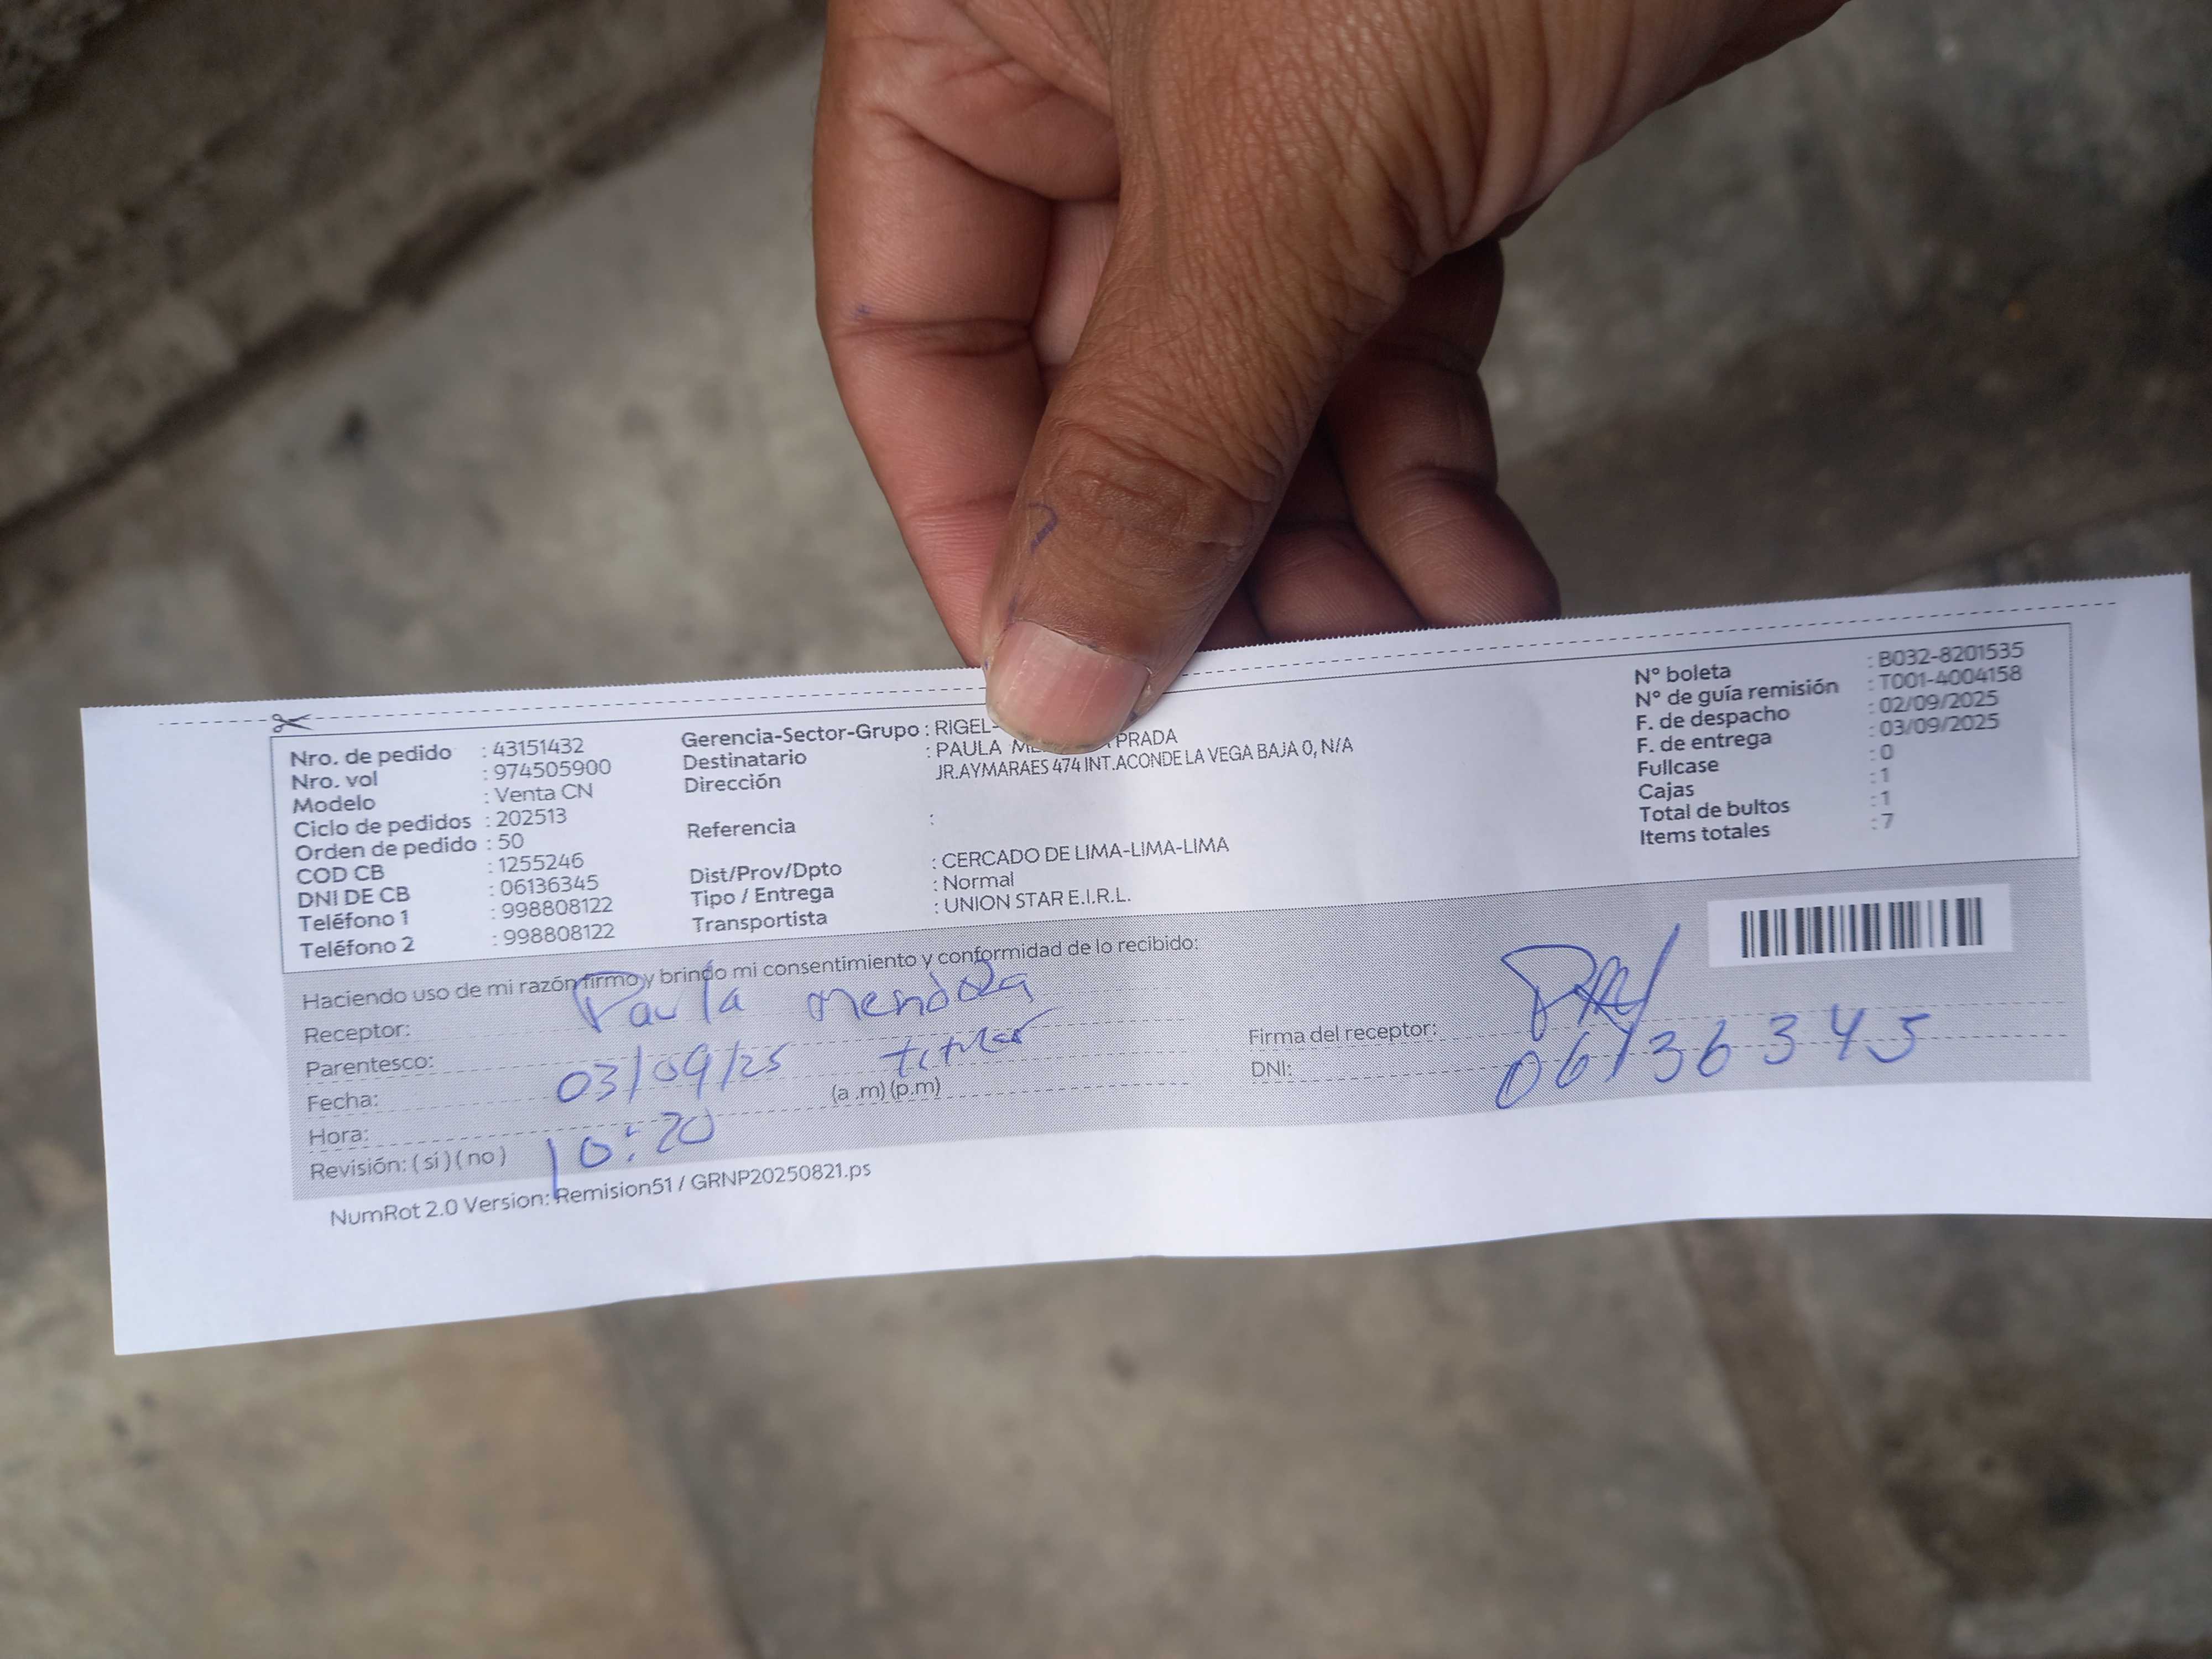 Nro. de pedido : 43151432
Nro. vol : 974505900
Modelo : Venta CN
Ciclo de pedidos : 202513
Orden de pedido : 50
COD CB : 1255246
DNI DE CB : 06136345
Teléfono 1 : 998808122
Teléfono 2 : 998808122
Gerencia-Sector-Grupo : RIGEL-
Destinatario : PAULA PRADA
Dirección JR.AYMARAES 474 INT.ACONDE LA VEGA BAJA 0, N/A
Referencia :
Dist/Prov/Dpto : CERCADO DE LIMA-LIMA-LIMA
Tipo / Entrega : Normal
Transportista : UNION STAR E.I.R.L.
N° boleta : B032-8201535
N° de guía remisión : T001-4004158
F. de despacho : 02/09/2025
F. de entrega : 03/09/2025
Fullcase : 0
Cajas : 1
Total de bultos : 1
Items totales : 7
Haciendo uso de mi razón firmo y brindo mi consentimiento y conformidad de lo recibido:
Receptor: Paula Mendoza
Parentesco: titular
Fecha: 03/09/25
Hora: 10:20 (a .m) (p.m)
Revisión: ( si ) ( no )
Firma del receptor:
DNI: 06136345
NumRot 2.0 Version: Remision51 / GRNP20250821.ps